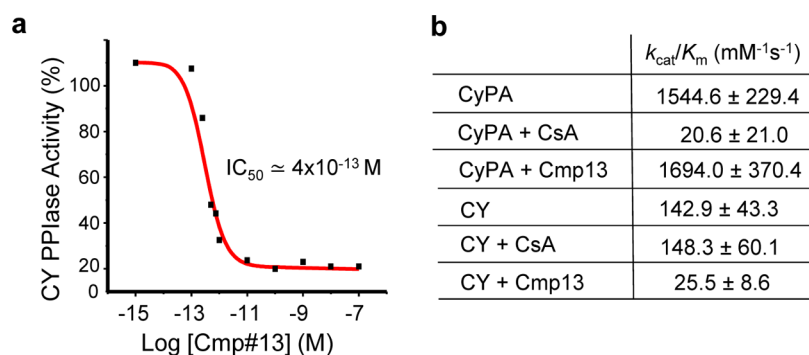 a
CY PPIase Activity (%)
100
80
60
40
20
0
IC50 ≃ 4x10-13 M
-15 -13 -11 -9 -7
Log [Cmp#13] (M)
b
kcat/Km (mM-1s-1)
CyPA 1544.6 ± 229.4
CyPA + CsA 20.6 ± 21.0
CyPA + Cmp13 1694.0 ± 370.4
CY 142.9 ± 43.3
CY + CsA 148.3 ± 60.1
CY + Cmp13 25.5 ± 8.6